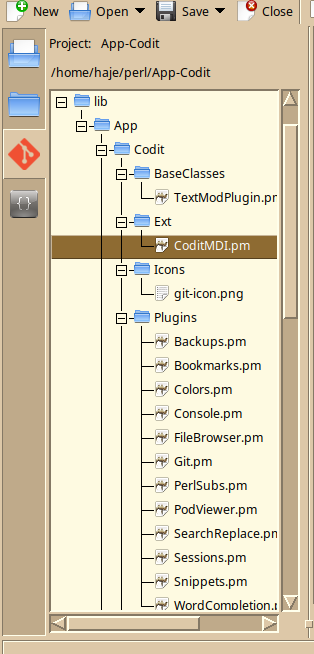 New Open Save Close
Project: App-Codit
/home/haje/perl/App-Codit
lib
App
Codit
BaseClasses
TextModPlugin.pr
Ext
CoditMDI.pm
Icons
git-icon.png
Plugins
Backups.pm
Bookmarks.pm
Colors.pm
Console.pm
FileBrowser.pm
Git.pm
PerlSubs.pm
PodViewer.pm
SearchReplace.pn
Sessions.pm
Snippets.pm
WordCompletion.